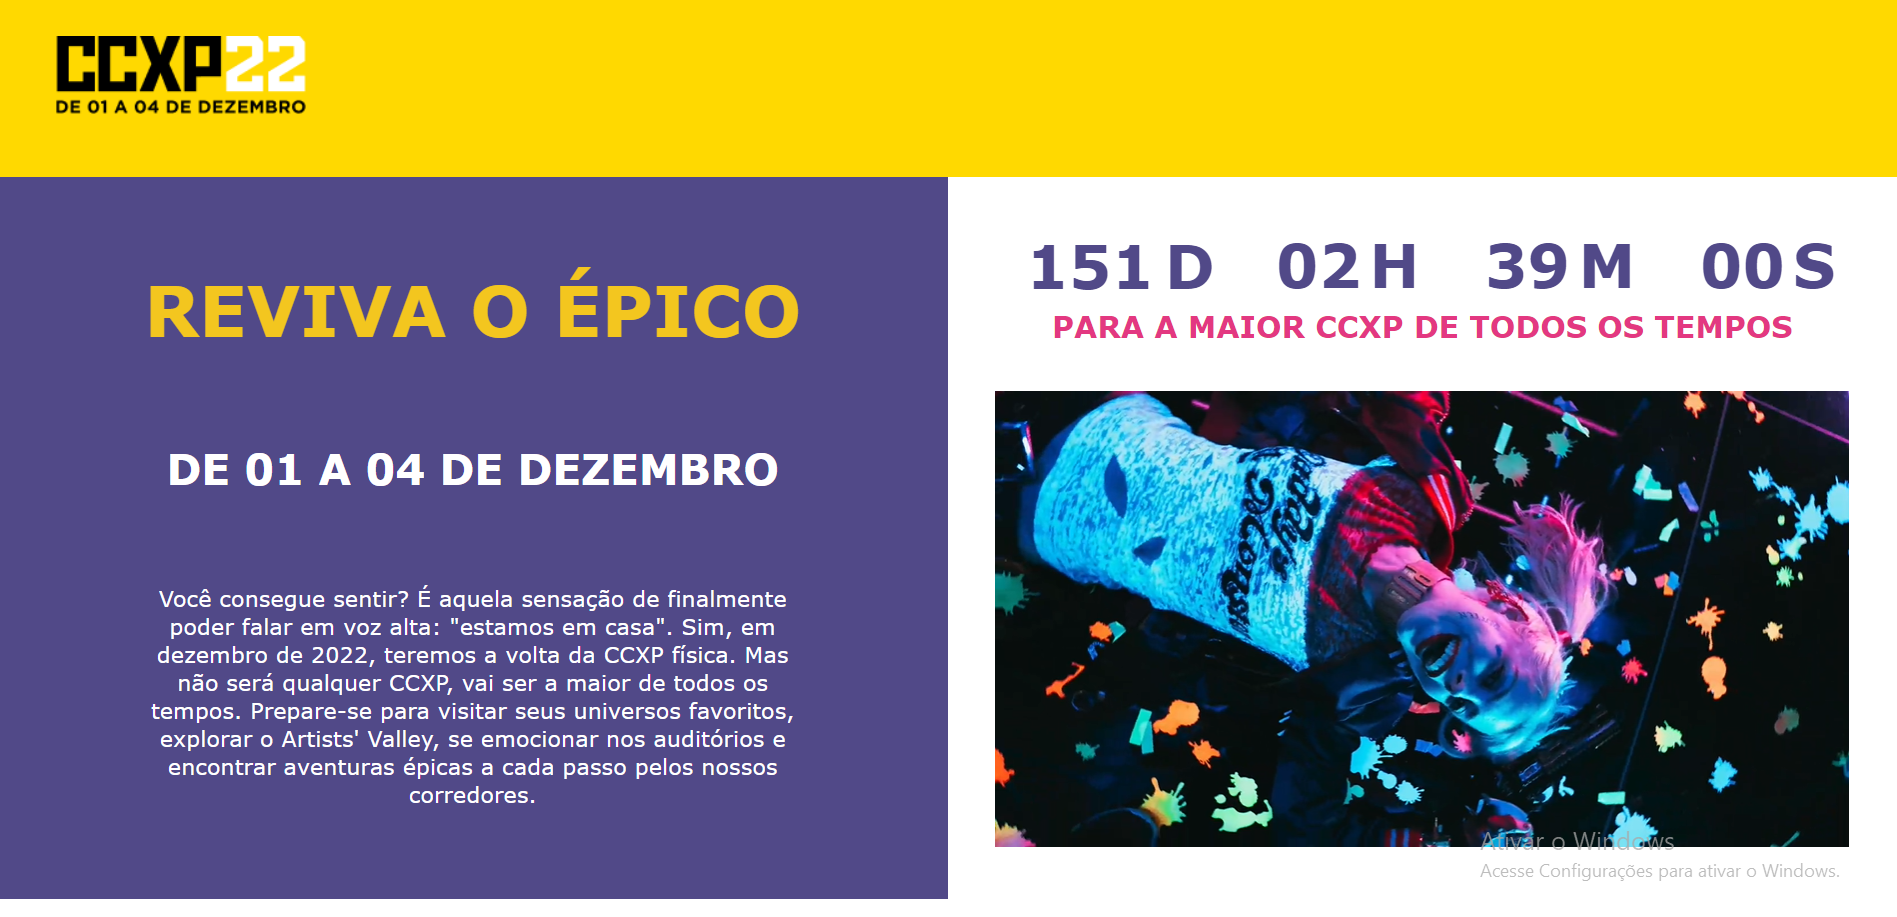 CCXP22
DE 01 A 04 DE DEZEMBRO
REVIVA O ÉPICO
DE 01 A 04 DE DEZEMBRO
Você consegue sentir? É aquela sensação de finalmente
poder falar em voz alta: "estamos em casa". Sim, em
dezembro de 2022, teremos a volta da CCXP física. Mas
não será qualquer CCXP, vai ser a maior de todos os
tempos. Prepare-se para visitar seus universos favoritos,
explorar o Artists' Valley, se emocionar nos auditórios e
encontrar aventuras épicas a cada passo pelos nossos
corredores.
151 D 02 H 39 M 00 S
PARA A MAIOR CCXP DE TODOS OS TEMPOS
Ativar o Windows
Acesse Configurações para ativar o Windows.